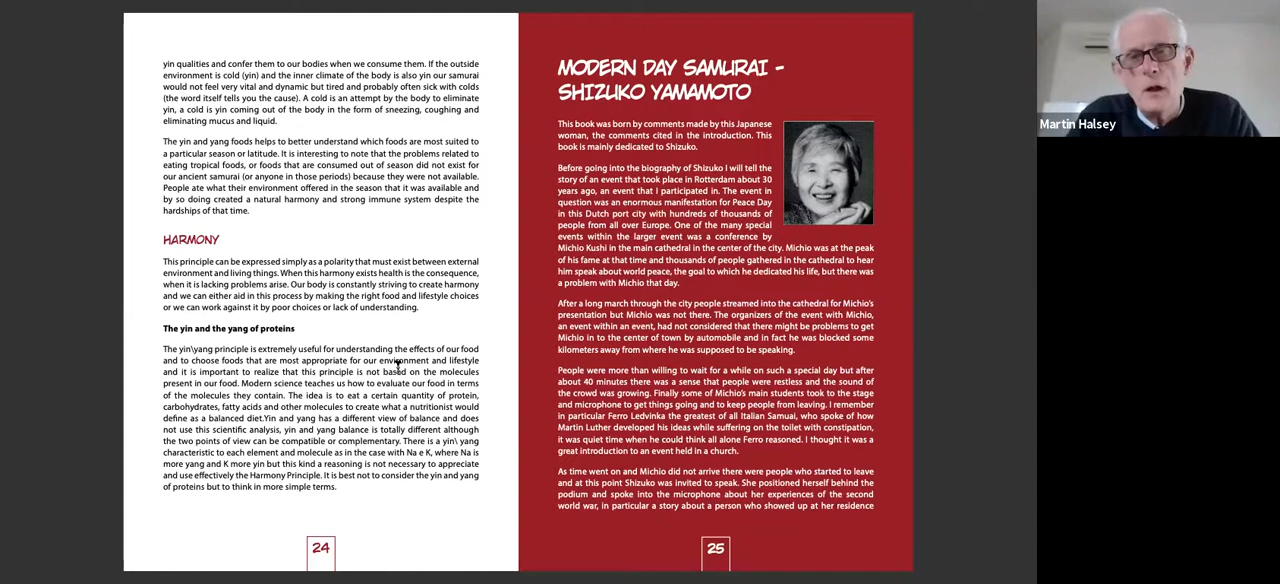 yin qualities and confer them to our bodies when we consume them. If the outside
environment is cold (yin) and the inner climate of the body is also yin our samurai
would not feel very vital and dynamic but tired and probably often sick with colds
(the word itself tells you the cause). A cold is an attempt by the body to eliminate
yin, a cold is yin coming out of the body in the form of sneezing, coughing and
eliminating mucus and liquid.
The yin and yang foods helps to better understand which foods are most suited to
a particular season or latitude. It is interesting to note that the problems related to
eating tropical foods, or foods that are consumed out of season did not exist for
our ancient samurai (or anyone in those periods) because they were not available.
People ate what their environment offered in the season that it was available and
by so doing created a natural harmony and strong immune system despite the
hardships of that time.
HARMONY
This principle can be expressed simply as a polarity that must exist between external
environment and living things. When this harmony exists health is the consequence,
when it is lacking problems arise. Our body is constantly striving to create harmony
and we can either aid in this process by making the right food and lifestyle choices
or we can work against it by poor choices or lack of understanding.
The yin and the yang of proteins
The yin\yang principle is extremely useful for understanding the effects of our food
and to choose foods that are most appropriate for our environment and lifestyle
and it is important to realize that this principle is not based on the molecules
present in our food. Modern science teaches us how to evaluate our food in terms
of the molecules they contain. The idea is to eat a certain quantity of protein,
carbohydrates, fatty acids and other molecules to create what a nutritionist would
define as a balanced diet.Yin and yang has a different view of balance and does
not use this scientific analysis, yin and yang balance is totally different although
the two points of view can be compatible or complementary. There is a yin\ yang
characteristic to each element and molecule as in the case with Na e K, where Na is
more yang and K more yin but this kind a reasoning is not necessary to appreciate
and use effectively the Harmony Principle. It is best not to consider the yin and yang
of proteins but to think in more simple terms.
24
MODERN DAY SAMURAI -
SHIZUKO YAMAMOTO
This book was born by comments made by this Japanese
woman, the comments cited in the introduction. This
book is mainly dedicated to Shizuko.
Before going into the biography of Shizuko I will tell the
story of an event that took place in Rotterdam about 30
years ago, an event that I participated in. The event in
question was an enormous manifestation for Peace Day
in this Dutch port city with hundreds of thousands of
people from all over Europe. One of the many special
events within the larger event was a conference by
Michio Kushi in the main cathedral in the center of the city. Michio was at the peak
of his fame at that time and thousands of people gathered in the cathedral to hear
him speak about world peace, the goal to which he dedicated his life, but there was
a problem with Michio that day.
After a long march through the city people streamed into the cathedral for Michio's
presentation but Michio was not there. The organizers of the event with Michio,
an event within an event, had not considered that there might be problems to get
Michio in to the center of town by automobile and in fact he was blocked some
kilometers away from where he was supposed to be speaking.
People were more than willing to wait for a while on such a special day but after
about 40 minutes there was a sense that people were restless and the sound of
the crowd was growing. Finally some of Michio's main students took to the stage
and microphone to get things going and to keep people from leaving. I remember
in particular Ferro Ledvinka the greatest of all Italian Samuai, who spoke of how
Martin Luther developed his ideas while suffering on the toilet with constipation,
it was quiet time when he could think all alone Ferro reasoned. I thought it was a
great introduction to an event held in a church.
As time went on and Michio did not arrive there were people who started to leave
and at this point Shizuko was invited to speak. She positioned herself behind the
podium and spoke into the microphone about her experiences of the second
world war, in particular a story about a person who showed up at her residence
25
Martin Halsey